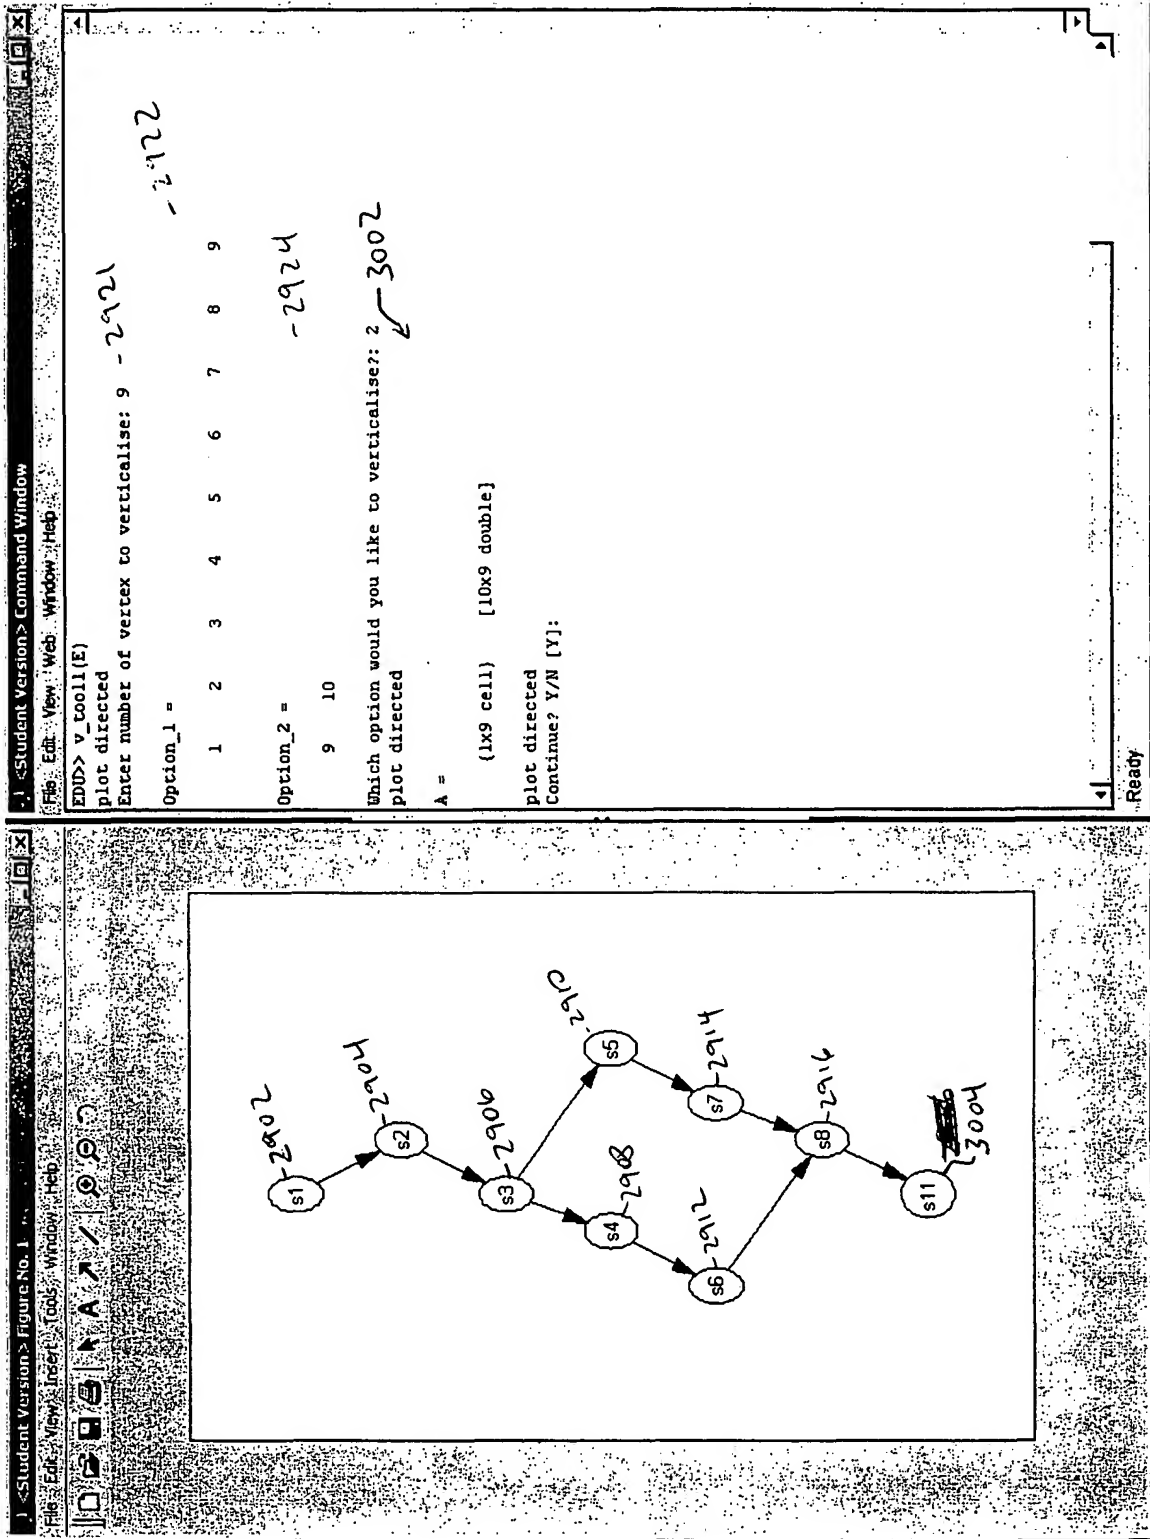 <Student Version> Figure No. 1
File Edit View Insert Tools Window Help
s1 -2902
s2 -2904
s3 -2906
s4 -2908
s5 -2910
s6 -2912
s7 -2914
s8 -2916
s11
3004
<Student Version> Command Window
File Edit View Web Window Help
EDU>> v_tool1(E)
plot directed
Enter number of vertex to verticalise: 9 -2921
Option_1 = -2922
1 2 3 4 5 6 7 8 9
Option_2 = -2924
9 10
Which option would you like to verticalise?: 2 3002
plot directed
A =
{1x9 cell} [10x9 double]
plot directed
Continue? Y/N [Y]:
Ready